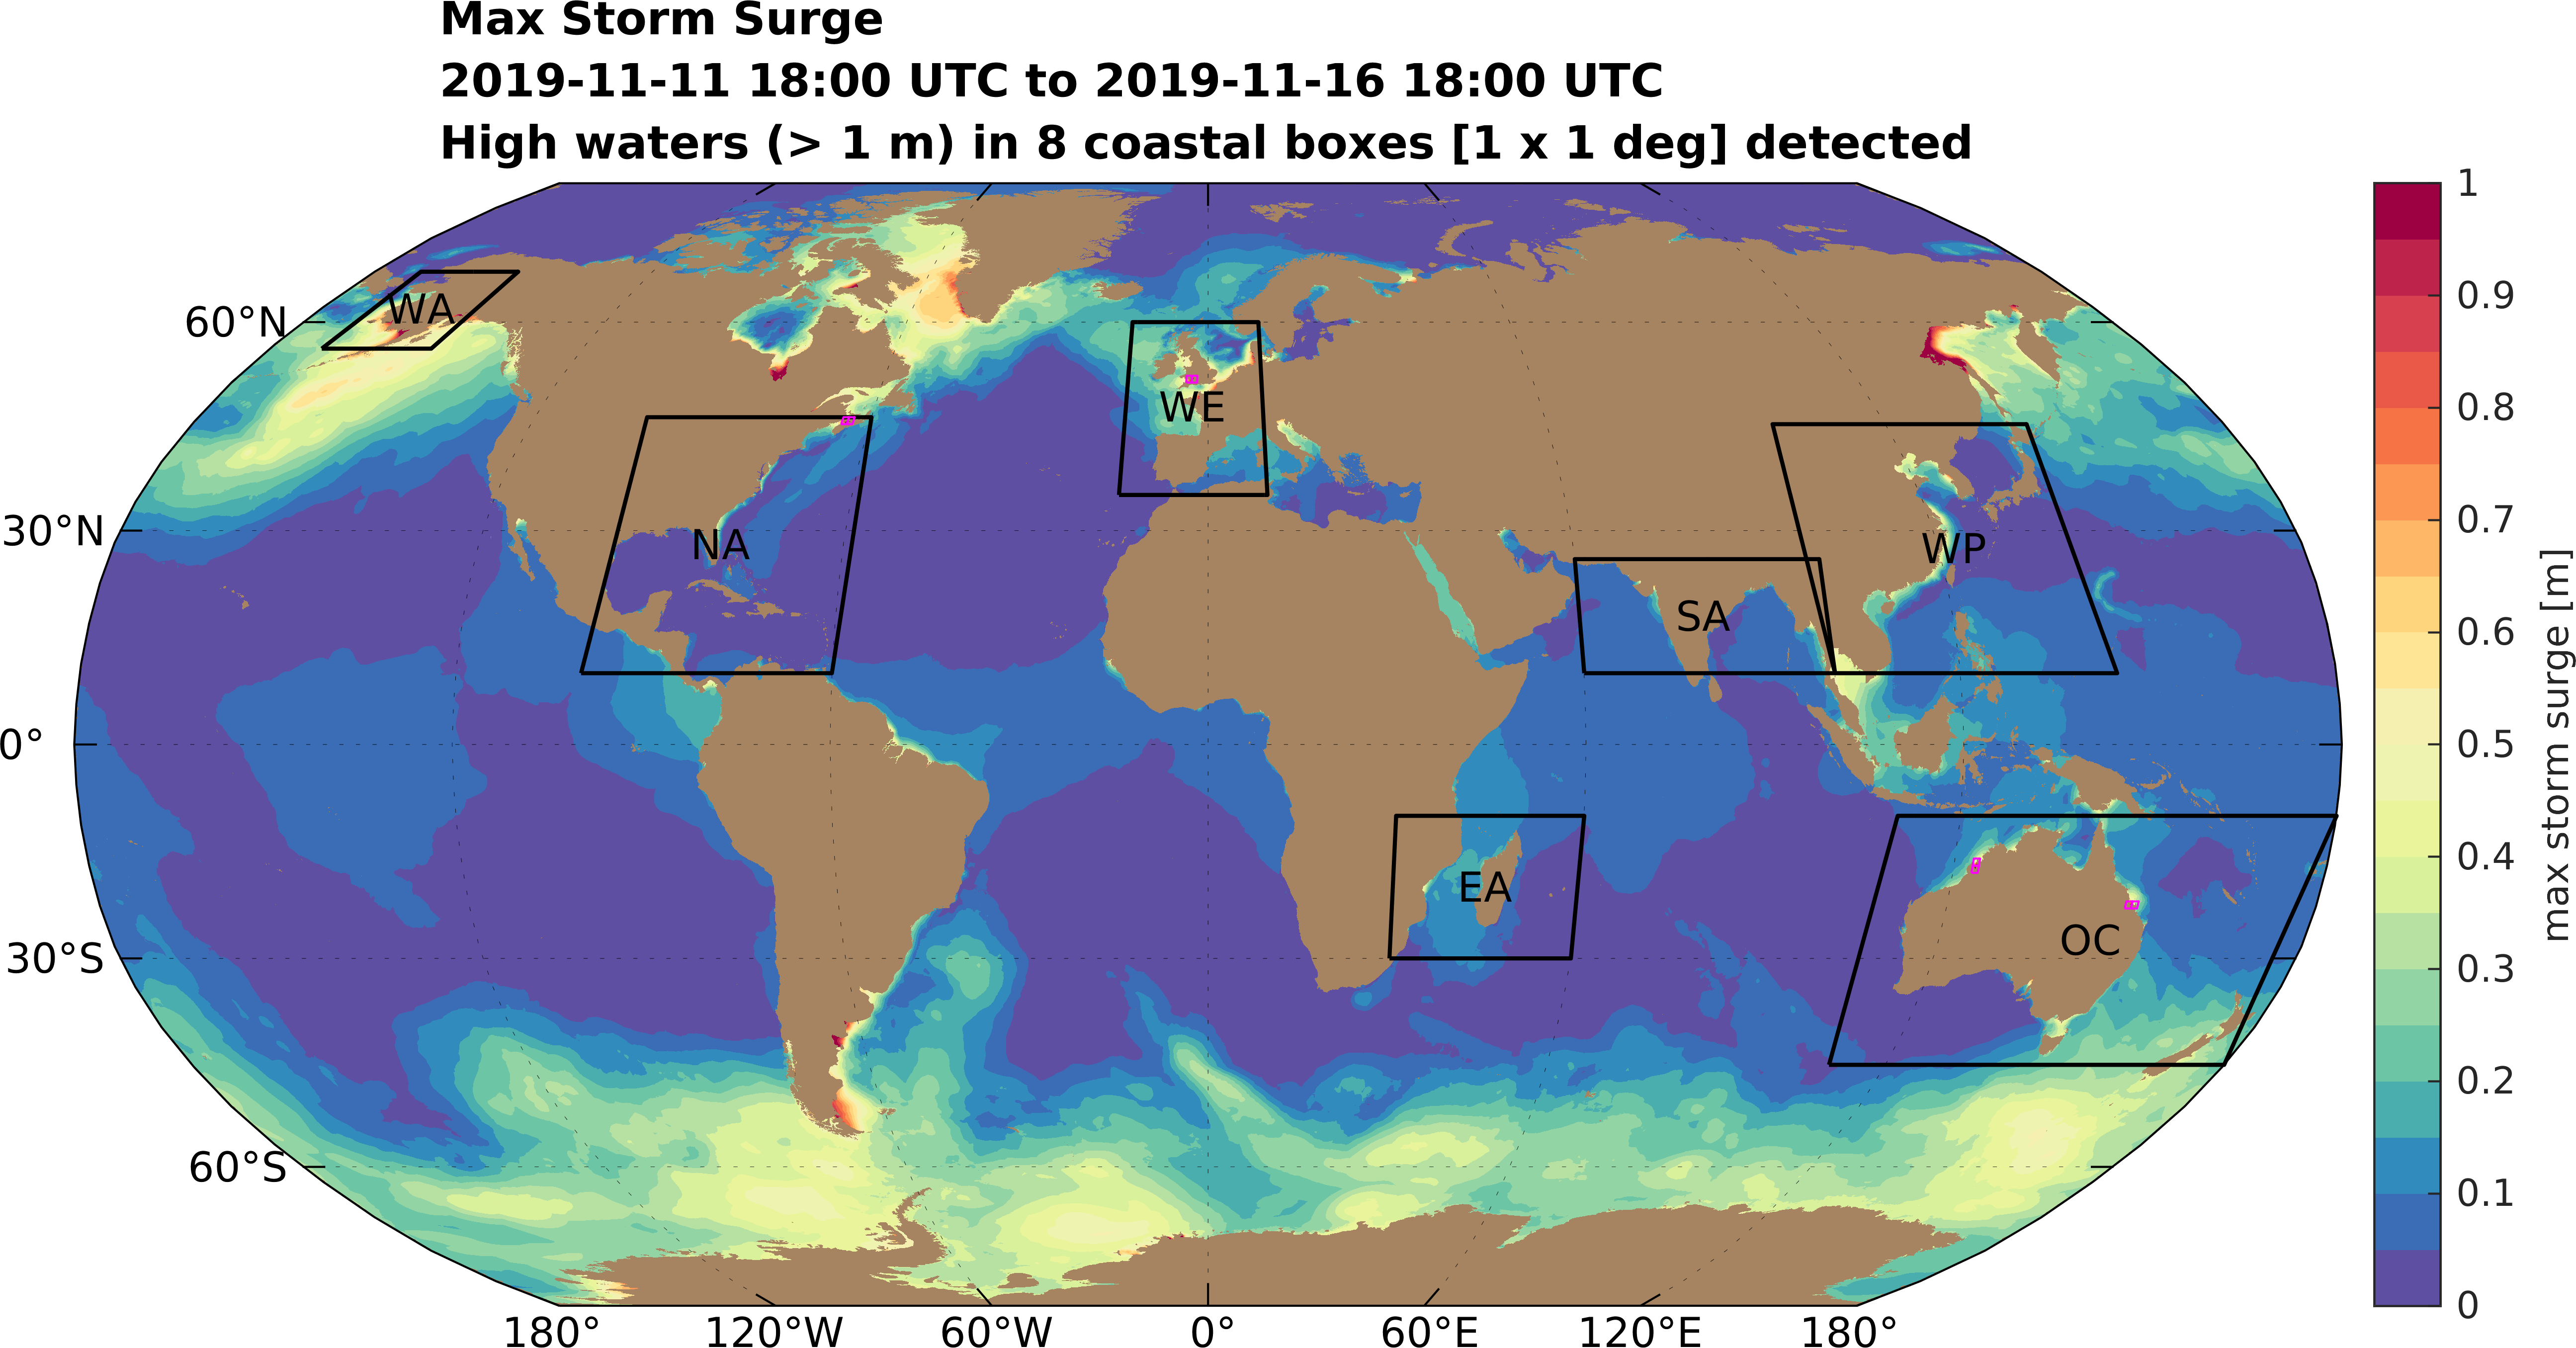 Max Storm Surge
2019-11-11 18:00 UTC to 2019-11-16 18:00 UTC
High waters (> 1 m) in 8 coastal boxes [1 x 1 deg] detected
60°N
30°N
0°
30°S
60°S
WA
NA
WE
SA
WP
EA
OC
180°
120°W
60°W
0°
60°E
120°E
180°
1
0.9
0.8
0.7
0.6
0.5
0.4
0.3
0.2
0.1
0
max storm surge [m]